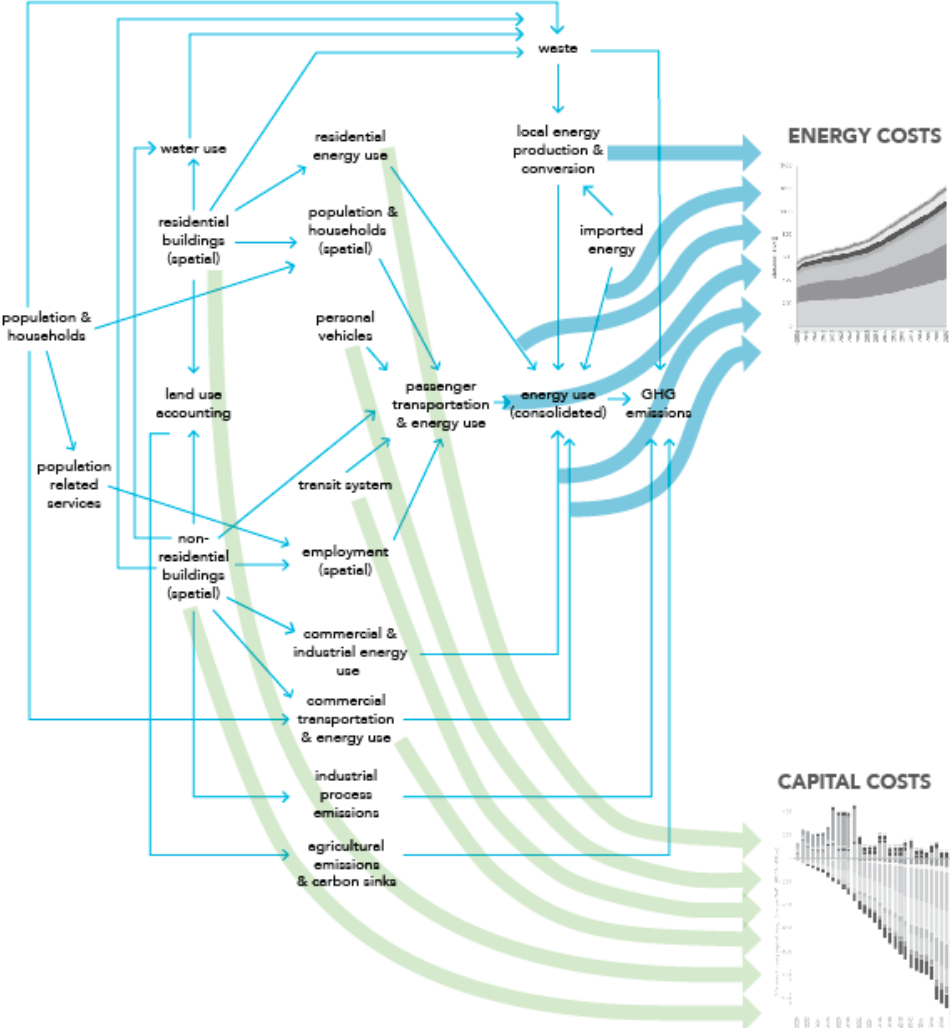 waste
local energy
production &
conversion
ENERGY COSTS
water use
residential
energy use
residential
buildings
(spatial)
population &
households
(spatial)
imported
energy
population &
households
personal
vehicles
land use
accounting
passenger
transportation
& energy use
energy use
(consolidated)
GHG
emissions
population
related
services
transit system
non-
residential
buildings
(spatial)
employment
(spatial)
commercial &
industrial energy
use
commercial
transportation
& energy use
industrial
process
emissions
CAPITAL COSTS
agricultural
emissions
& carbon sinks